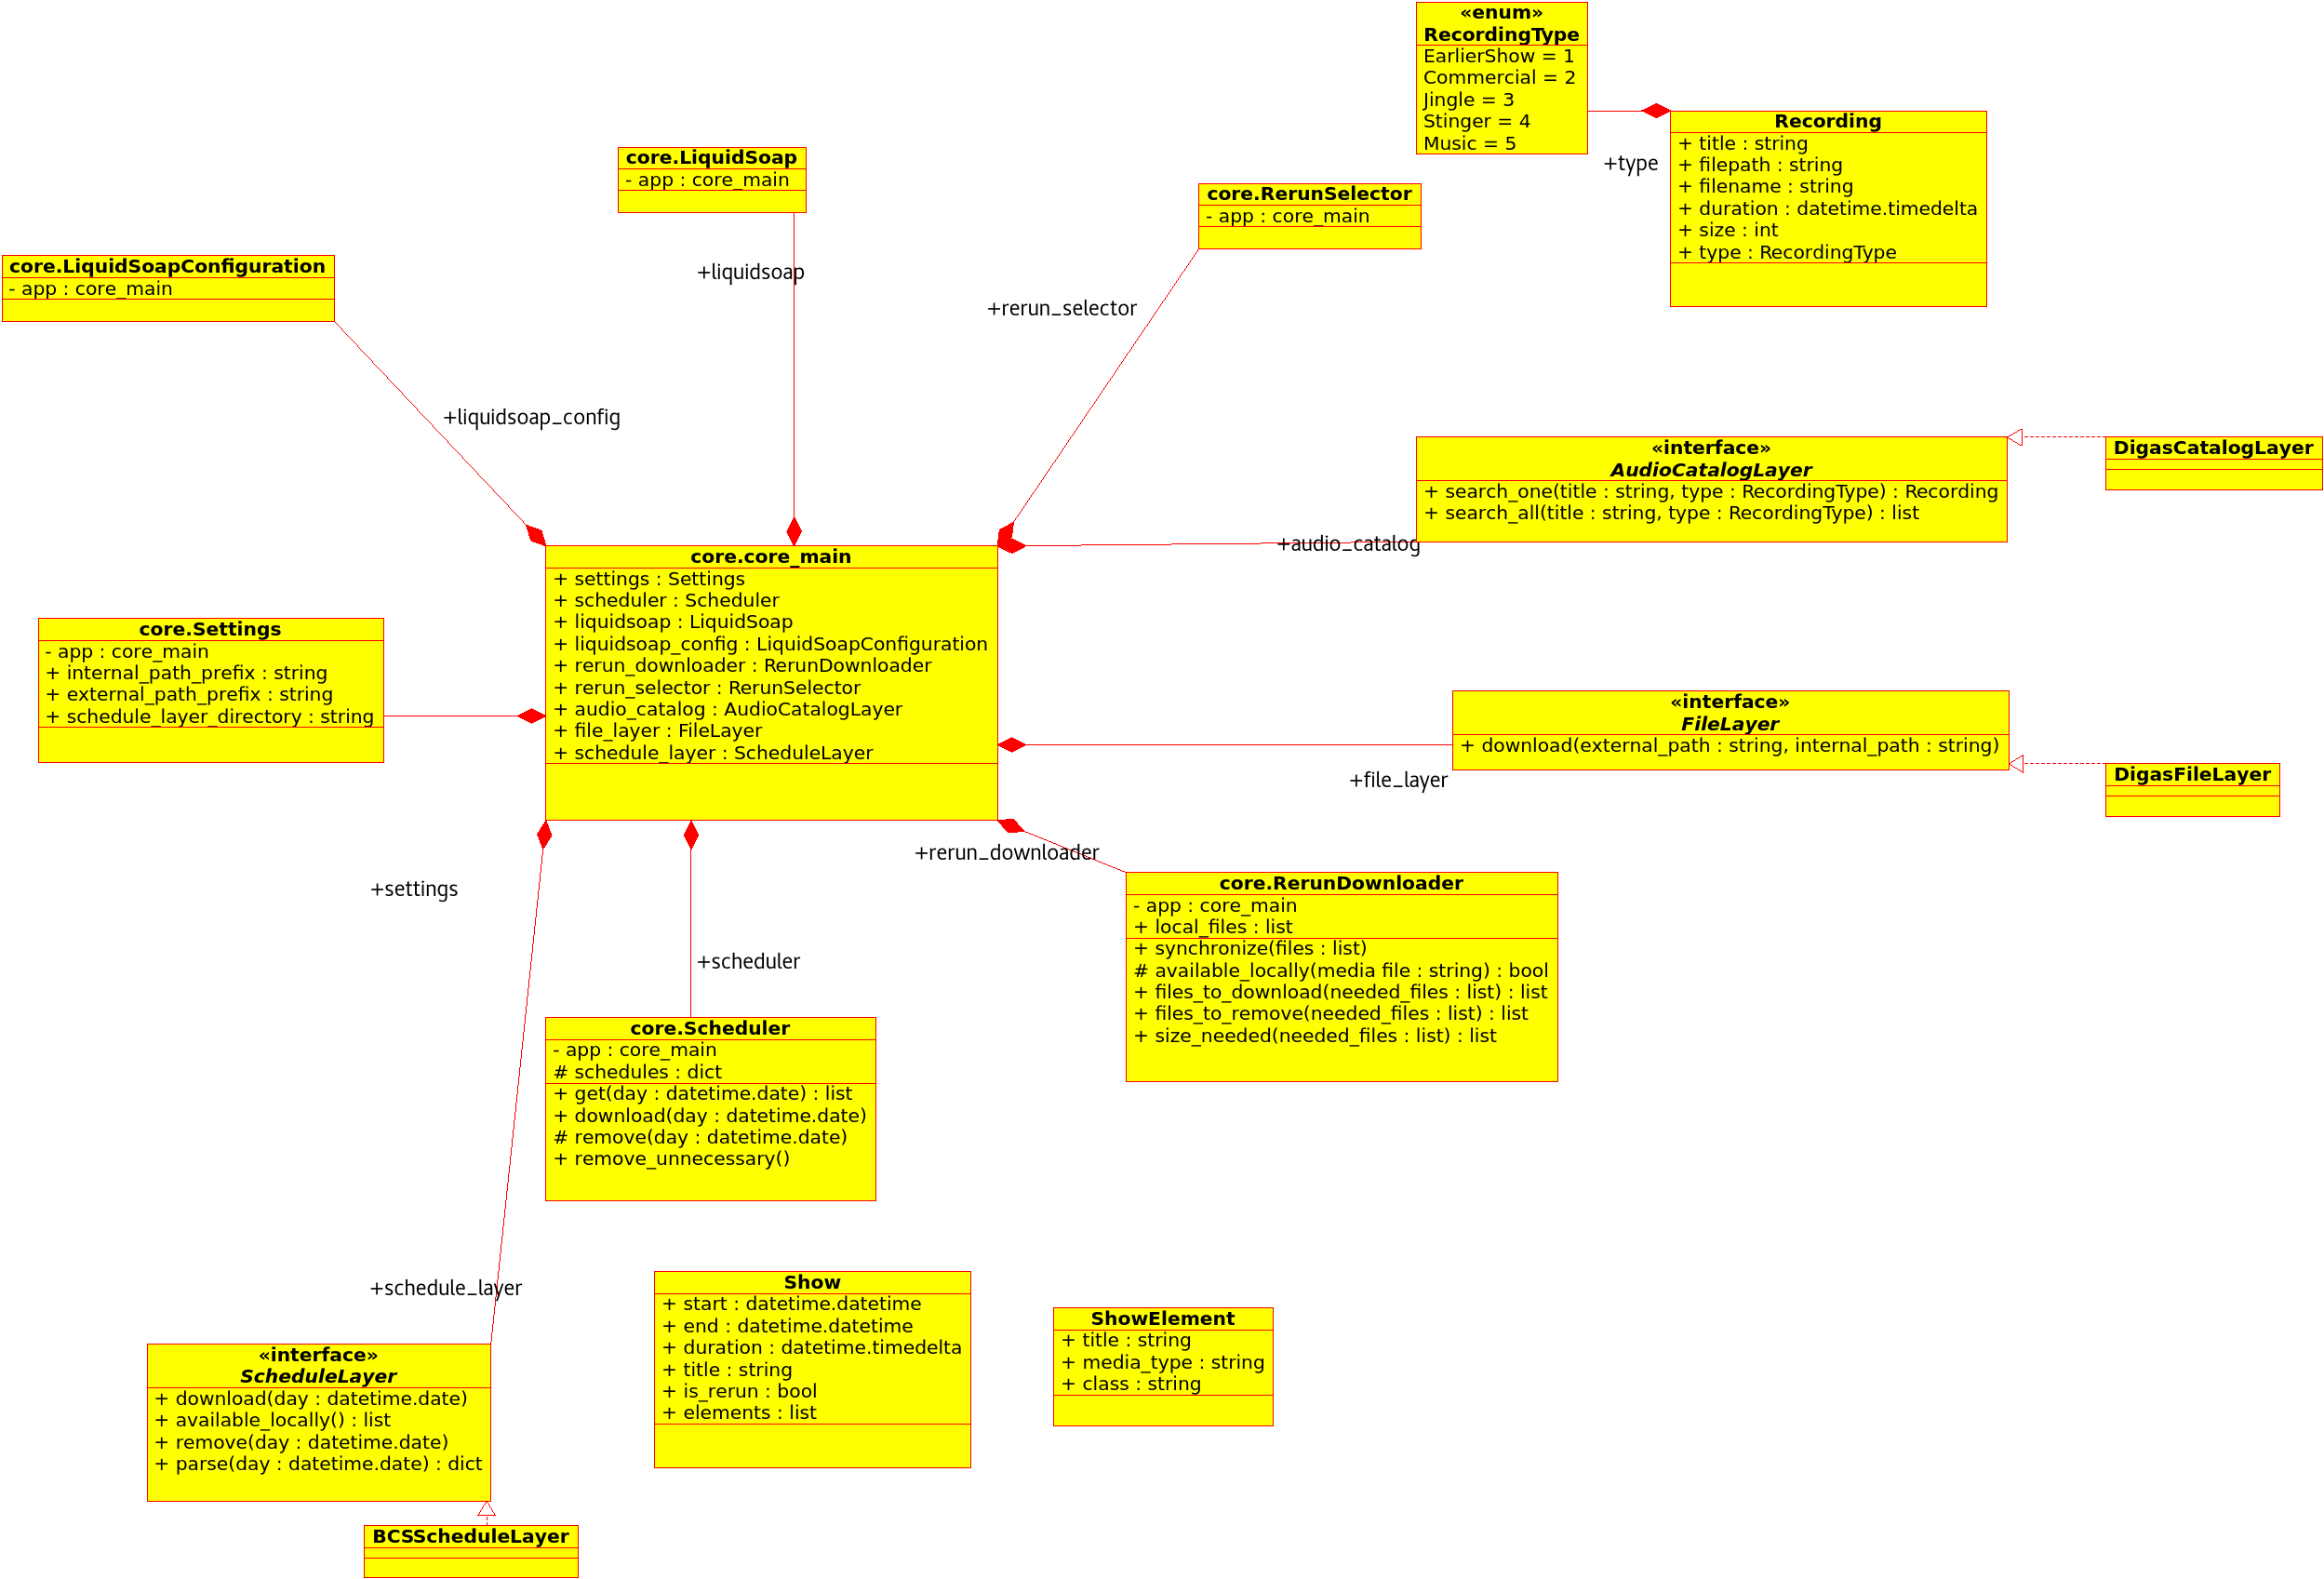 «enum»
RecordingType
EarlierShow = 1
Commercial = 2
Jingle = 3
Stinger = 4
Music = 5
+type
Recording
+ title : string
+ filepath : string
+ filename : string
+ duration : datetime.timedelta
+ size : int
+ type : RecordingType
core.LiquidSoap
- app : core_main
+liquidsoap
core.RerunSelector
- app : core_main
+rerun_selector
core.LiquidSoapConfiguration
- app : core_main
+liquidsoap_config
«interface»
AudioCatalogLayer
+ search_one(title : string, type : RecordingType) : Recording
+ search_all(title : string, type : RecordingType) : list
+audio_catalog
DigasCatalogLayer
core.core_main
+ settings : Settings
+ scheduler : Scheduler
+ liquidsoap : LiquidSoap
+ liquidsoap_config : LiquidSoapConfiguration
+ rerun_downloader : RerunDownloader
+ rerun_selector : RerunSelector
+ audio_catalog : AudioCatalogLayer
+ file_layer : FileLayer
+ schedule_layer : ScheduleLayer
core.Settings
- app : core_main
+ internal_path_prefix : string
+ external_path_prefix : string
+ schedule_layer_directory : string
+settings
«interface»
FileLayer
+ download(external_path : string, internal_path : string)
+file_layer
DigasFileLayer
+rerun_downloader
core.RerunDownloader
- app : core_main
+ local_files : list
+ synchronize(files : list)
# available_locally(media file : string) : bool
+ files_to_download(needed_files : list) : list
+ files_to_remove(needed_files : list) : list
+ size_needed(needed_files : list) : list
+scheduler
core.Scheduler
- app : core_main
# schedules : dict
+ get(day : datetime.date) : list
+ download(day : datetime.date)
# remove(day : datetime.date)
+ remove_unnecessary()
+schedule_layer
«interface»
ScheduleLayer
+ download(day : datetime.date)
+ available_locally() : list
+ remove(day : datetime.date)
+ parse(day : datetime.date) : dict
BCSScheduleLayer
Show
+ start : datetime.datetime
+ end : datetime.datetime
+ duration : datetime.timedelta
+ title : string
+ is_rerun : bool
+ elements : list
ShowElement
+ title : string
+ media_type : string
+ class : string